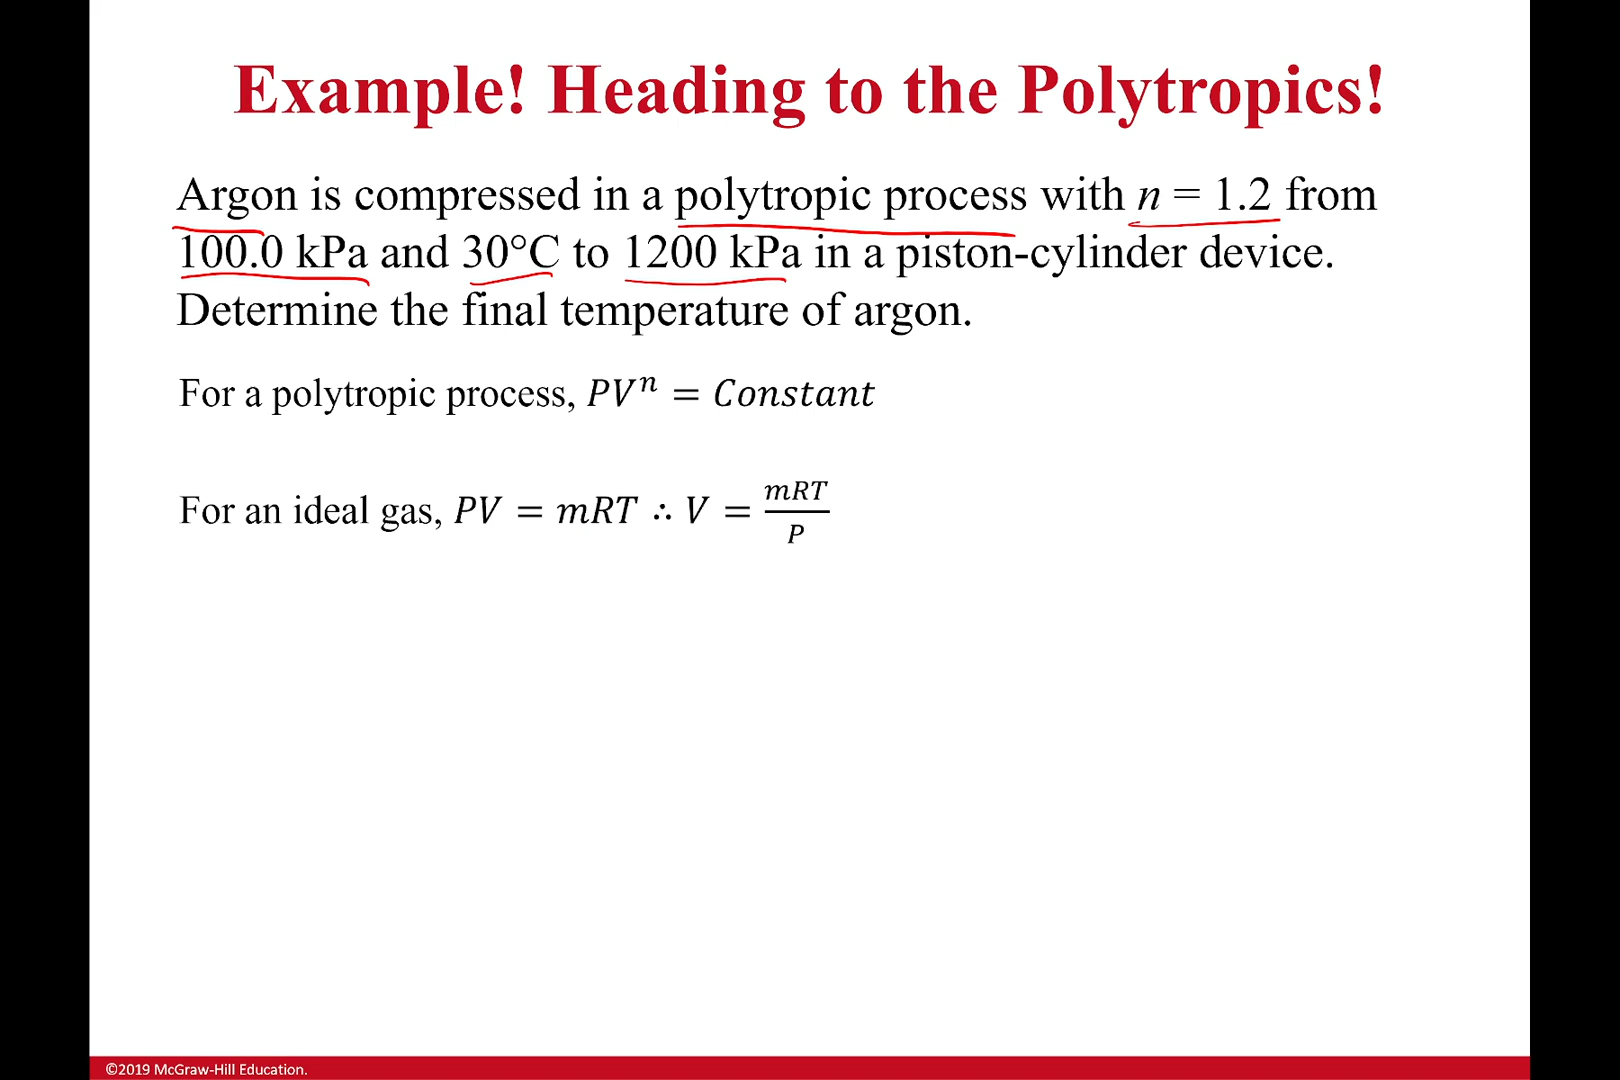 Example! Heading to the Polytropics!
Argon is compressed in a polytropic process with n = 1.2 from
100.0 kPa and 30°C to 1200 kPa in a piston-cylinder device.
Determine the final temperature of argon.
For a polytropic process, PVⁿ = Constant
For an ideal gas, PV = mRT ∴ V = mRT/P
©2019 McGraw-Hill Education.